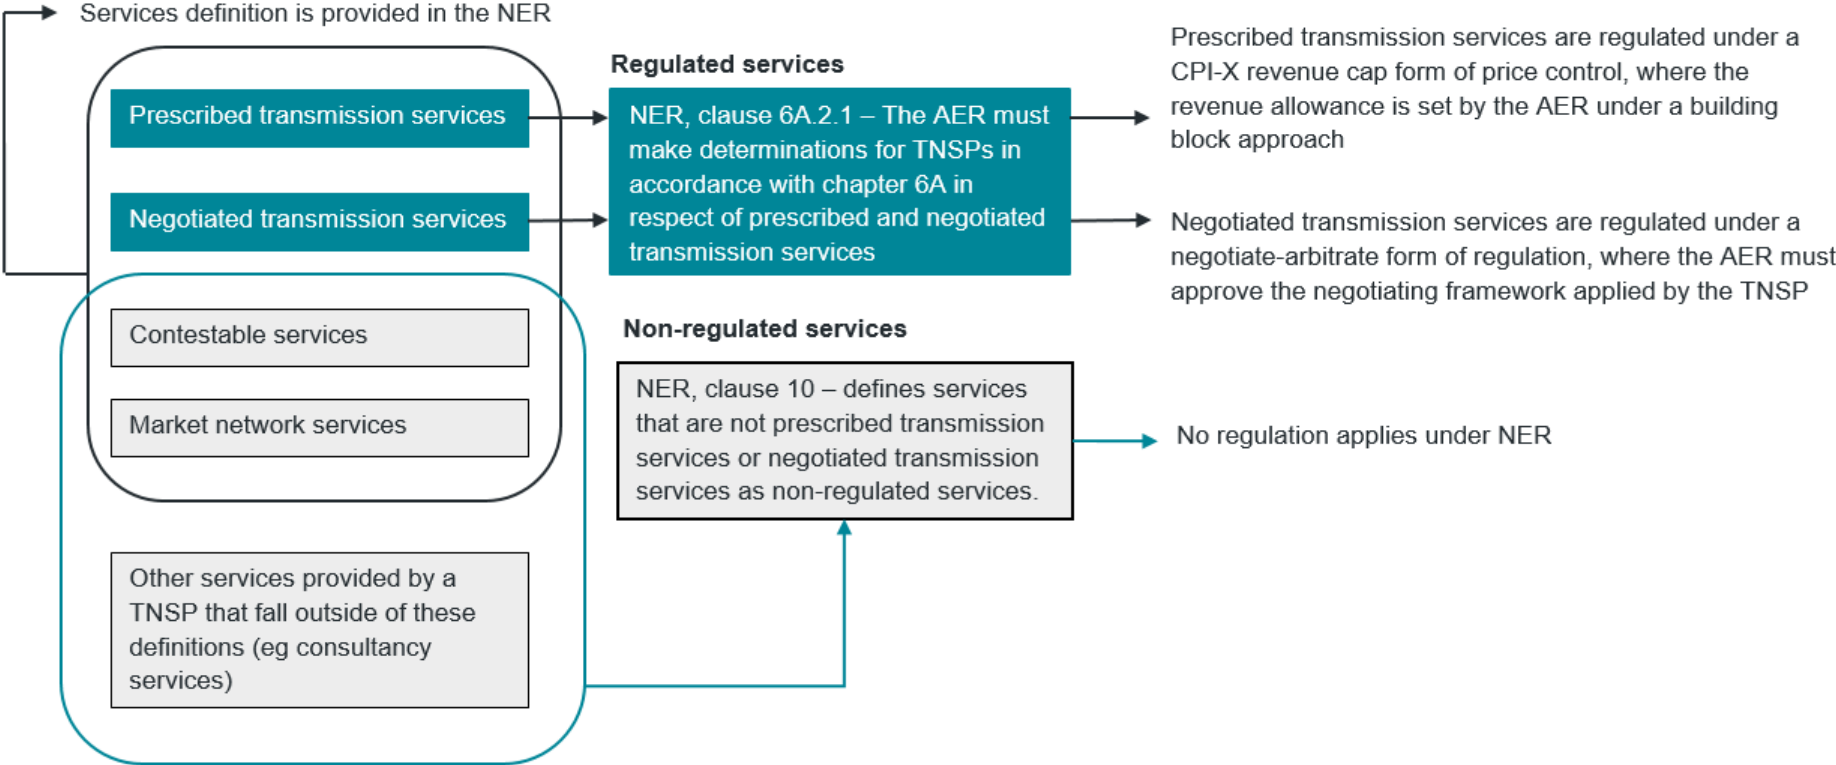 Services definition is provided in the NER
Prescribed transmission services
Negotiated transmission services
Contestable services
Market network services
Other services provided by a
TNSP that fall outside of these
definitions (eg consultancy
services)
Regulated services
NER, clause 6A.2.1 – The AER must
make determinations for TNSPs in
accordance with chapter 6A in
respect of prescribed and negotiated
transmission services
Non-regulated services
NER, clause 10 – defines services
that are not prescribed transmission
services or negotiated transmission
services as non-regulated services.
Prescribed transmission services are regulated under a
CPI-X revenue cap form of price control, where the
revenue allowance is set by the AER under a building
block approach
Negotiated transmission services are regulated under a
negotiate-arbitrate form of regulation, where the AER must
approve the negotiating framework applied by the TNSP
No regulation applies under NER